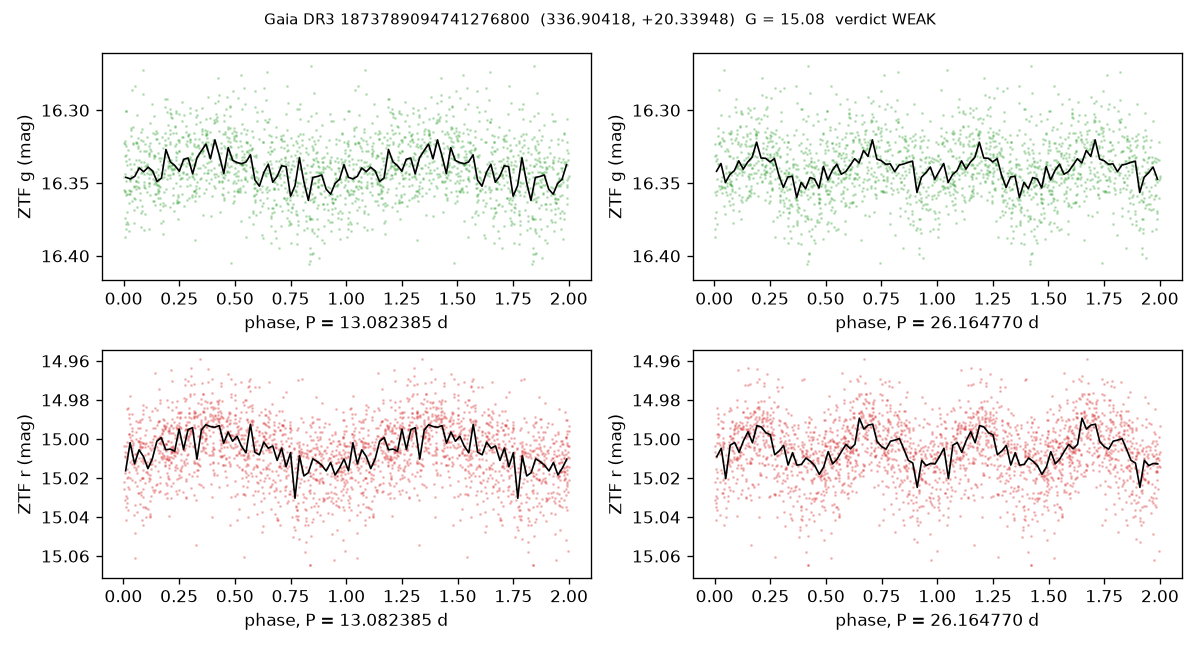 Gaia DR3 1873789094741276800 (336.90418, +20.33948) G = 15.08 verdict WEAK
ZTF g (mag)
16.30
16.35
16.40
0.00 0.25 0.50 0.75 1.00 1.25 1.50 1.75 2.00
phase, P = 13.082385 d
ZTF g (mag)
16.30
16.35
16.40
0.00 0.25 0.50 0.75 1.00 1.25 1.50 1.75 2.00
phase, P = 26.164770 d
ZTF r (mag)
14.96
14.98
15.00
15.02
15.04
15.06
0.00 0.25 0.50 0.75 1.00 1.25 1.50 1.75 2.00
phase, P = 13.082385 d
ZTF r (mag)
14.96
14.98
15.00
15.02
15.04
15.06
0.00 0.25 0.50 0.75 1.00 1.25 1.50 1.75 2.00
phase, P = 26.164770 d